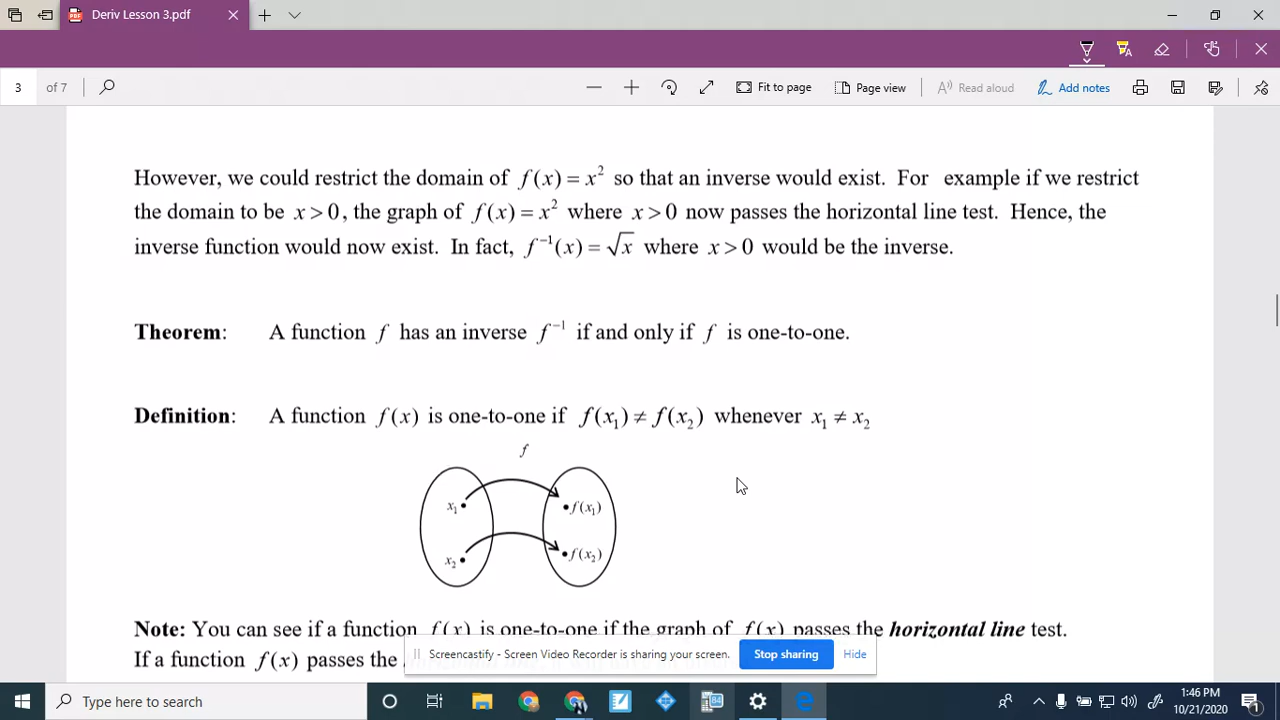 Deriv Lesson 3.pdf
3 of 7 Fit to page Page view Read aloud Add notes
However, we could restrict the domain of f(x) = x² so that an inverse would exist. For example if we restrict
the domain to be x > 0, the graph of f(x) = x² where x > 0 now passes the horizontal line test. Hence, the
inverse function would now exist. In fact, f⁻¹(x) = √x where x > 0 would be the inverse.
Theorem: A function f has an inverse f⁻¹ if and only if f is one-to-one.
Definition: A function f(x) is one-to-one if f(x₁) ≠ f(x₂) whenever x₁ ≠ x₂
f
x₁ f(x₁)
x₂ f(x₂)
Note: You can see if a function f(x) is one-to-one if the graph of f(x) passes the horizontal line test.
If a function f(x) passes the
Screencastify - Screen Video Recorder is sharing your screen. Stop sharing Hide
Type here to search
1:46 PM
10/21/2020